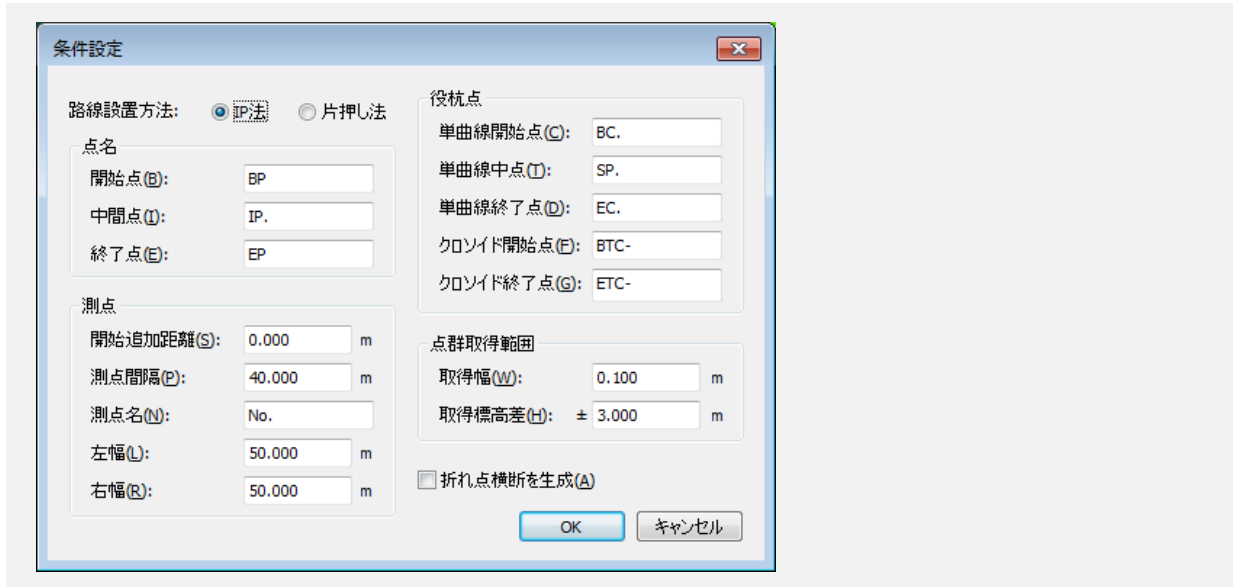 条件設定
路線設置方法: IP法 片押し法
点名
開始点(B): BP
中間点(I): IP.
終了点(E): EP
測点
開始追加距離(S): 0.000 m
測点間隔(P): 40.000 m
測点名(N): No.
左幅(L): 50.000 m
右幅(R): 50.000 m
役杭点
単曲線開始点(C): BC.
単曲線中点(T): SP.
単曲線終了点(D): EC.
クロソイド開始点(F): BTC-
クロソイド終了点(G): ETC-
点群取得範囲
取得幅(W): 0.100 m
取得標高差(H): ± 3.000 m
折れ点横断を生成(A)
OK キャンセル